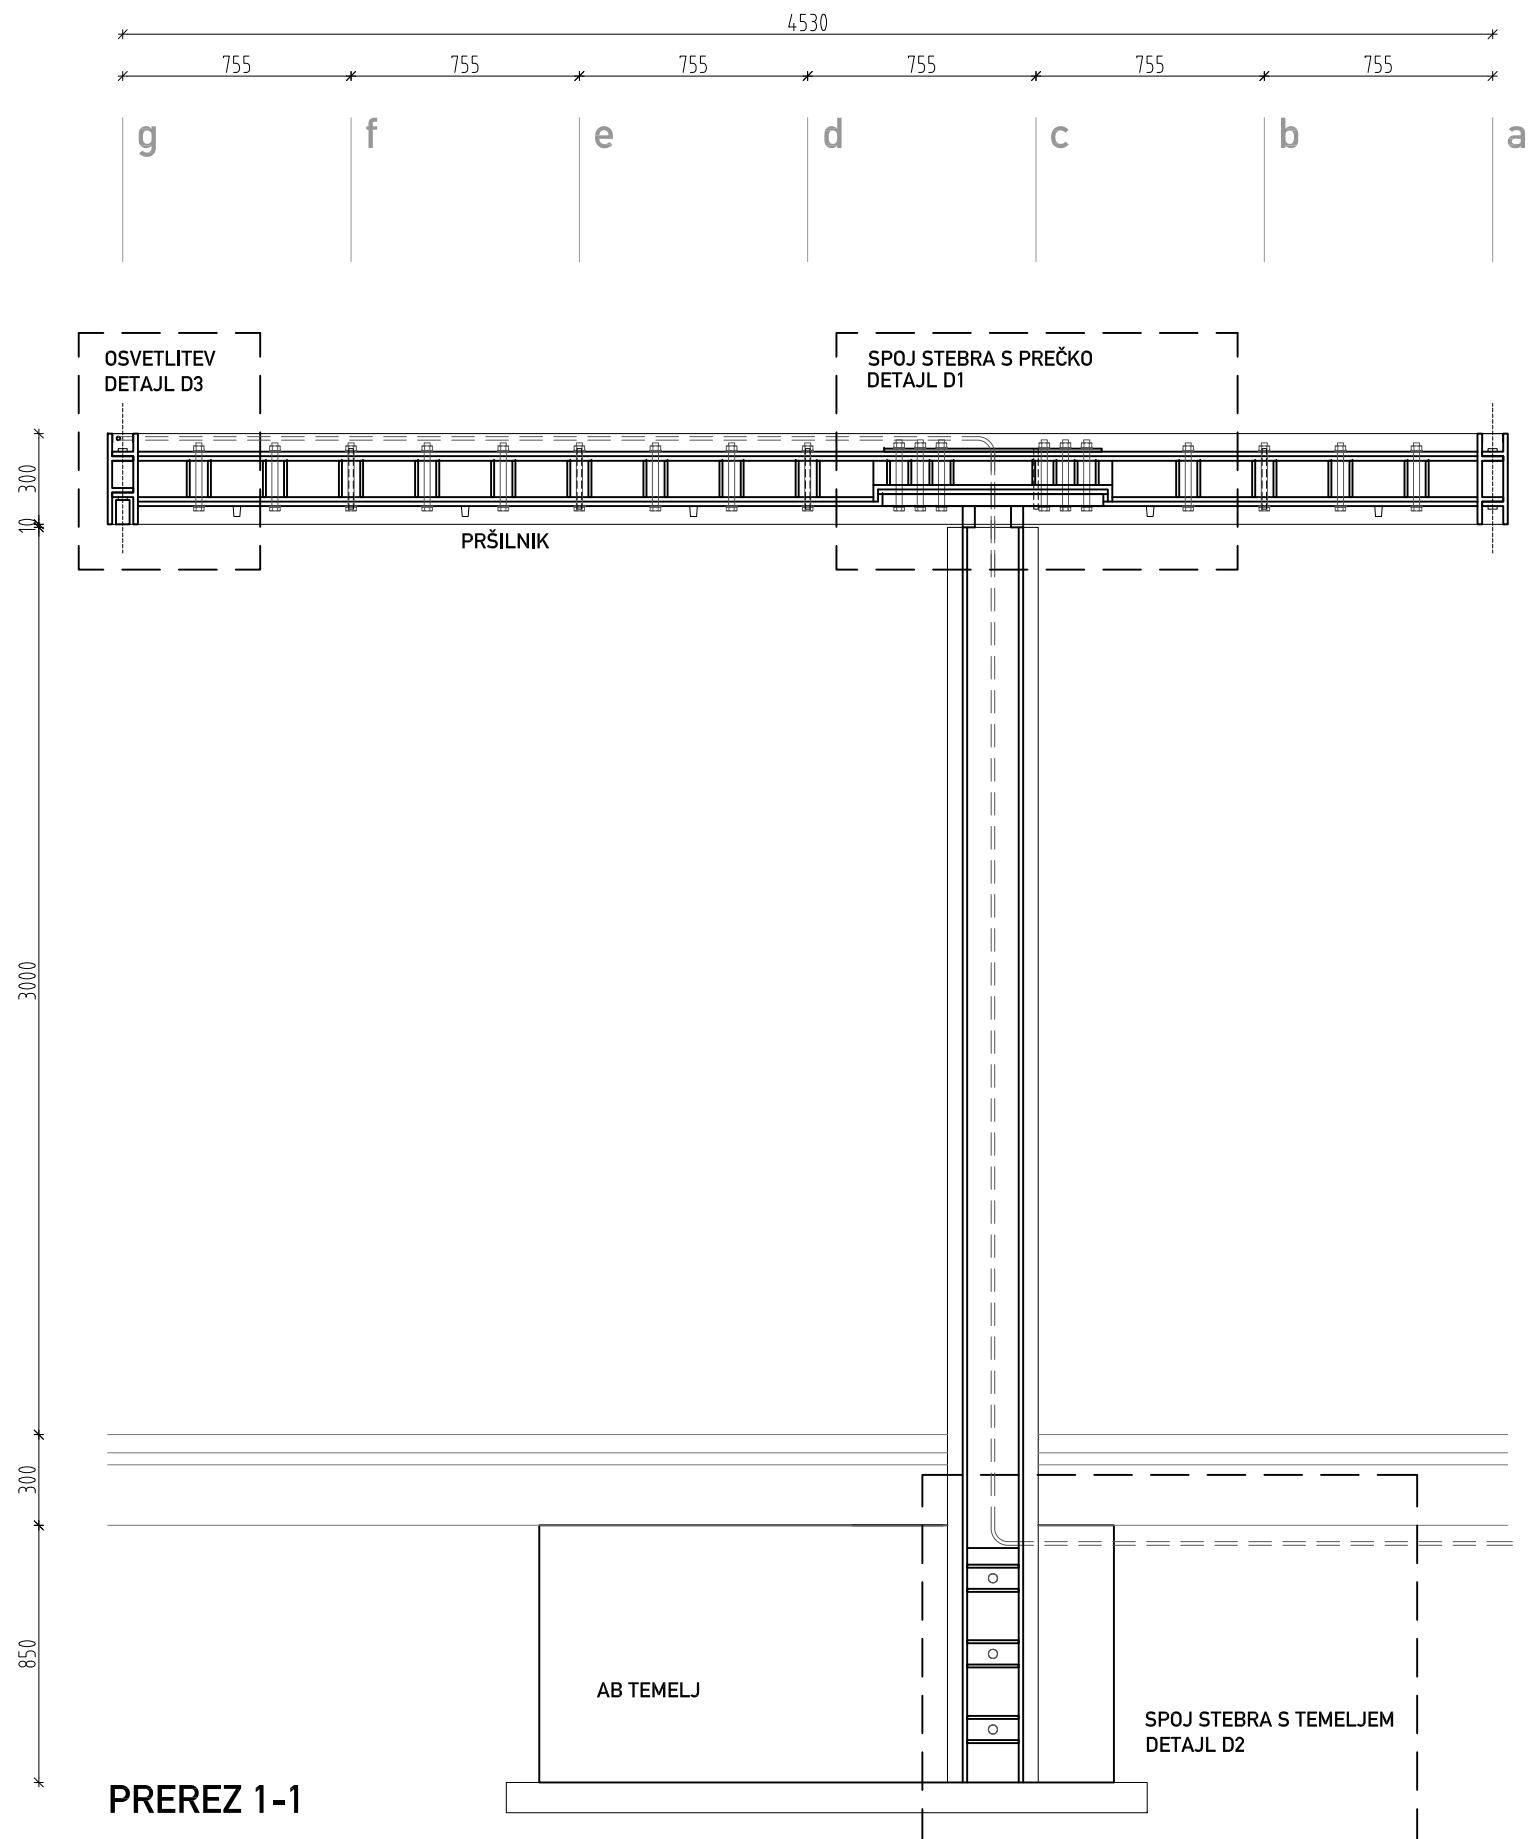 4530
755 755 755 755 755 755
g f e d c b a
OSVETLITEV
DETAJL D3
SPOJ STEBRA S PREČKO
DETAJL D1
300
10
PRŠILNIK
3000
300
850
AB TEMELJ
SPOJ STEBRA S TEMELJEM
DETAJL D2
PREREZ 1-1